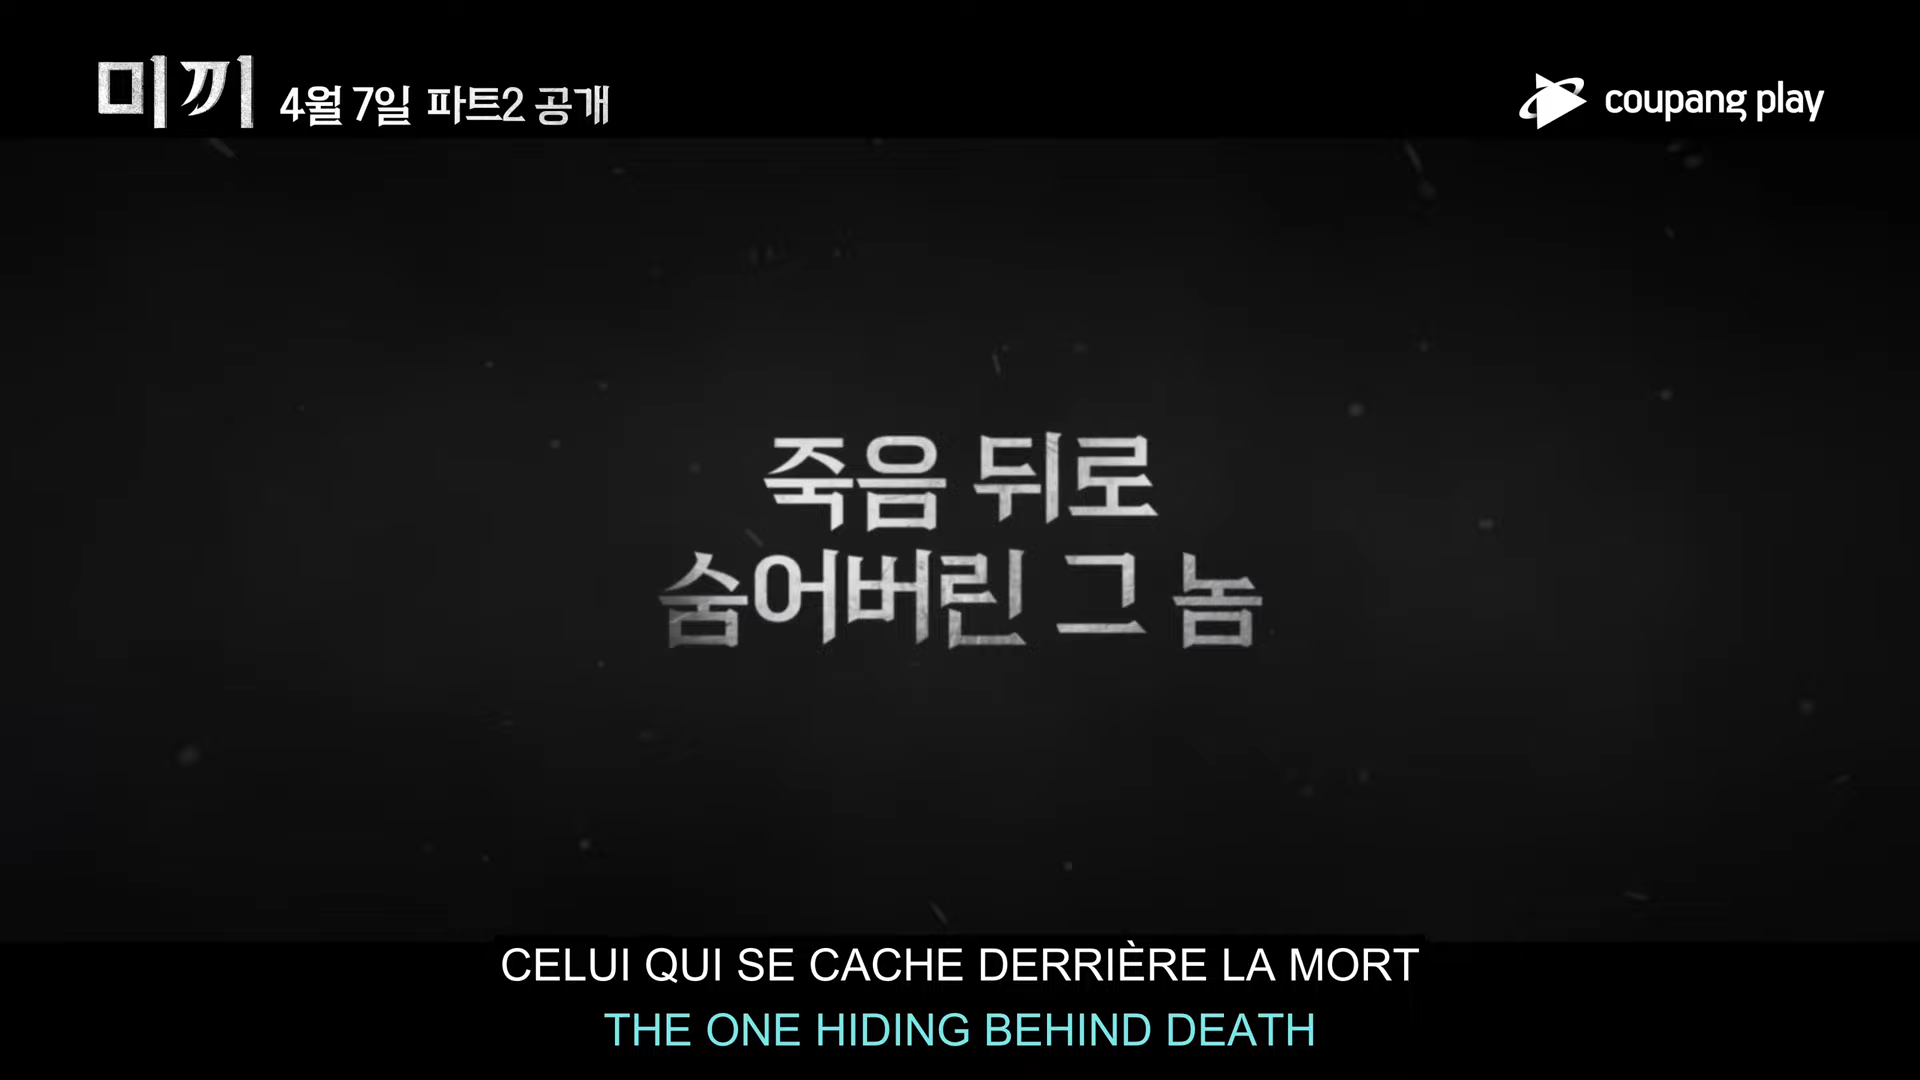 미끼 4월 7일 파트2 공개
coupang play
죽음 뒤로
숨어버린 그 놈
CELUI QUI SE CACHE DERRIÈRE LA MORT
THE ONE HIDING BEHIND DEATH